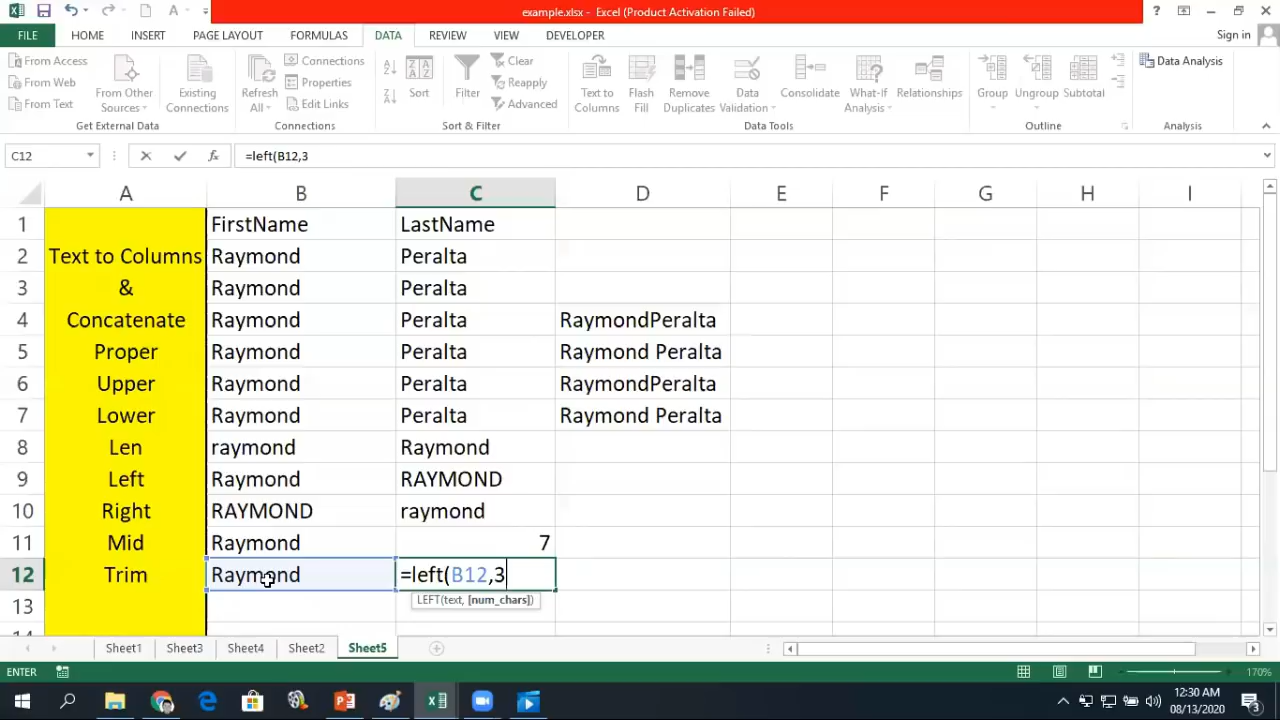 example.xlsx - Excel (Product Activation Failed)
FILE HOME INSERT PAGE LAYOUT FORMULAS DATA REVIEW VIEW DEVELOPER Sign in
From Access
From Web
From Text
From Other Sources
Existing Connections
Get External Data
Refresh All
Connections
Properties
Edit Links
Connections
Sort
Filter
Clear
Reapply
Advanced
Sort & Filter
Text to Columns
Flash Fill
Remove Duplicates
Data Validation
Consolidate
What-If Analysis
Relationships
Data Tools
Group
Ungroup
Subtotal
Outline
Data Analysis
Analysis
C12 fx =left(B12,3
A B C D E F G H I
1 FirstName LastName
2 Text to Columns Raymond Peralta
3 & Raymond Peralta
4 Concatenate Raymond Peralta RaymondPeralta
5 Proper Raymond Peralta Raymond Peralta
6 Upper Raymond Peralta RaymondPeralta
7 Lower Raymond Peralta Raymond Peralta
8 Len raymond Raymond
9 Left Raymond RAYMOND
10 Right RAYMOND raymond
11 Mid Raymond 7
12 Trim Raymond =left(B12,3
LEFT(text, [num_chars])
13
Sheet1 Sheet3 Sheet4 Sheet2 Sheet5
ENTER 170%
12:30 AM
08/13/2020
3